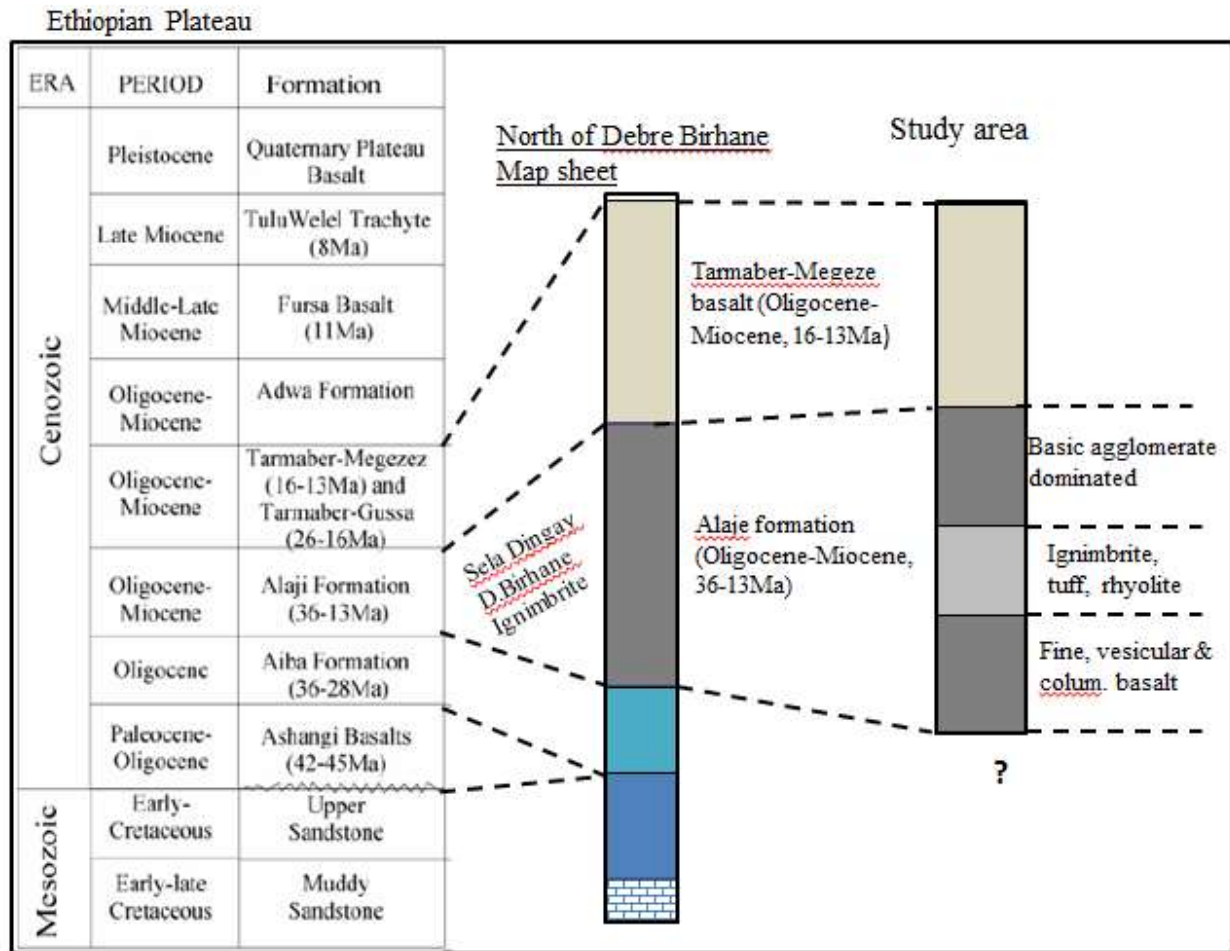 Ethiopian Plateau
ERA
PERIOD
Formation
Cenozoic
Pleistocene
Quaternary Plateau
Basalt
Late Miocene
TuluWelel Trachyte
(8Ma)
Middle-Late
Miocene
Fursa Basalt
(11Ma)
Oligocene-
Miocene
Adwa Formation
Oligocene-
Miocene
Tarmaber-Megezez
(16-13Ma) and
Tarmaber-Gussa
(26-16Ma)
Oligocene-
Miocene
Alaji Formation
(36-13Ma)
Oligocene
Aiba Formation
(36-28Ma)
Paleocene-
Oligocene
Ashangi Basalts
(42-45Ma)
Mesozoic
Early-
Cretaceous
Upper
Sandstone
Early-late
Cretaceous
Muddy
Sandstone
North of Debre Birhane
Map sheet
Sela Dingay
D.Birhane
Ignimbrite
Tarmaber-Megeze
basalt (Oligocene-
Miocene, 16-13Ma)
Alaje formation
(Oligocene-Miocene,
36-13Ma)
Study area
Basic agglomerate
dominated
Ignimbrite,
tuff, rhyolite
Fine, vesicular &
colum. basalt
?